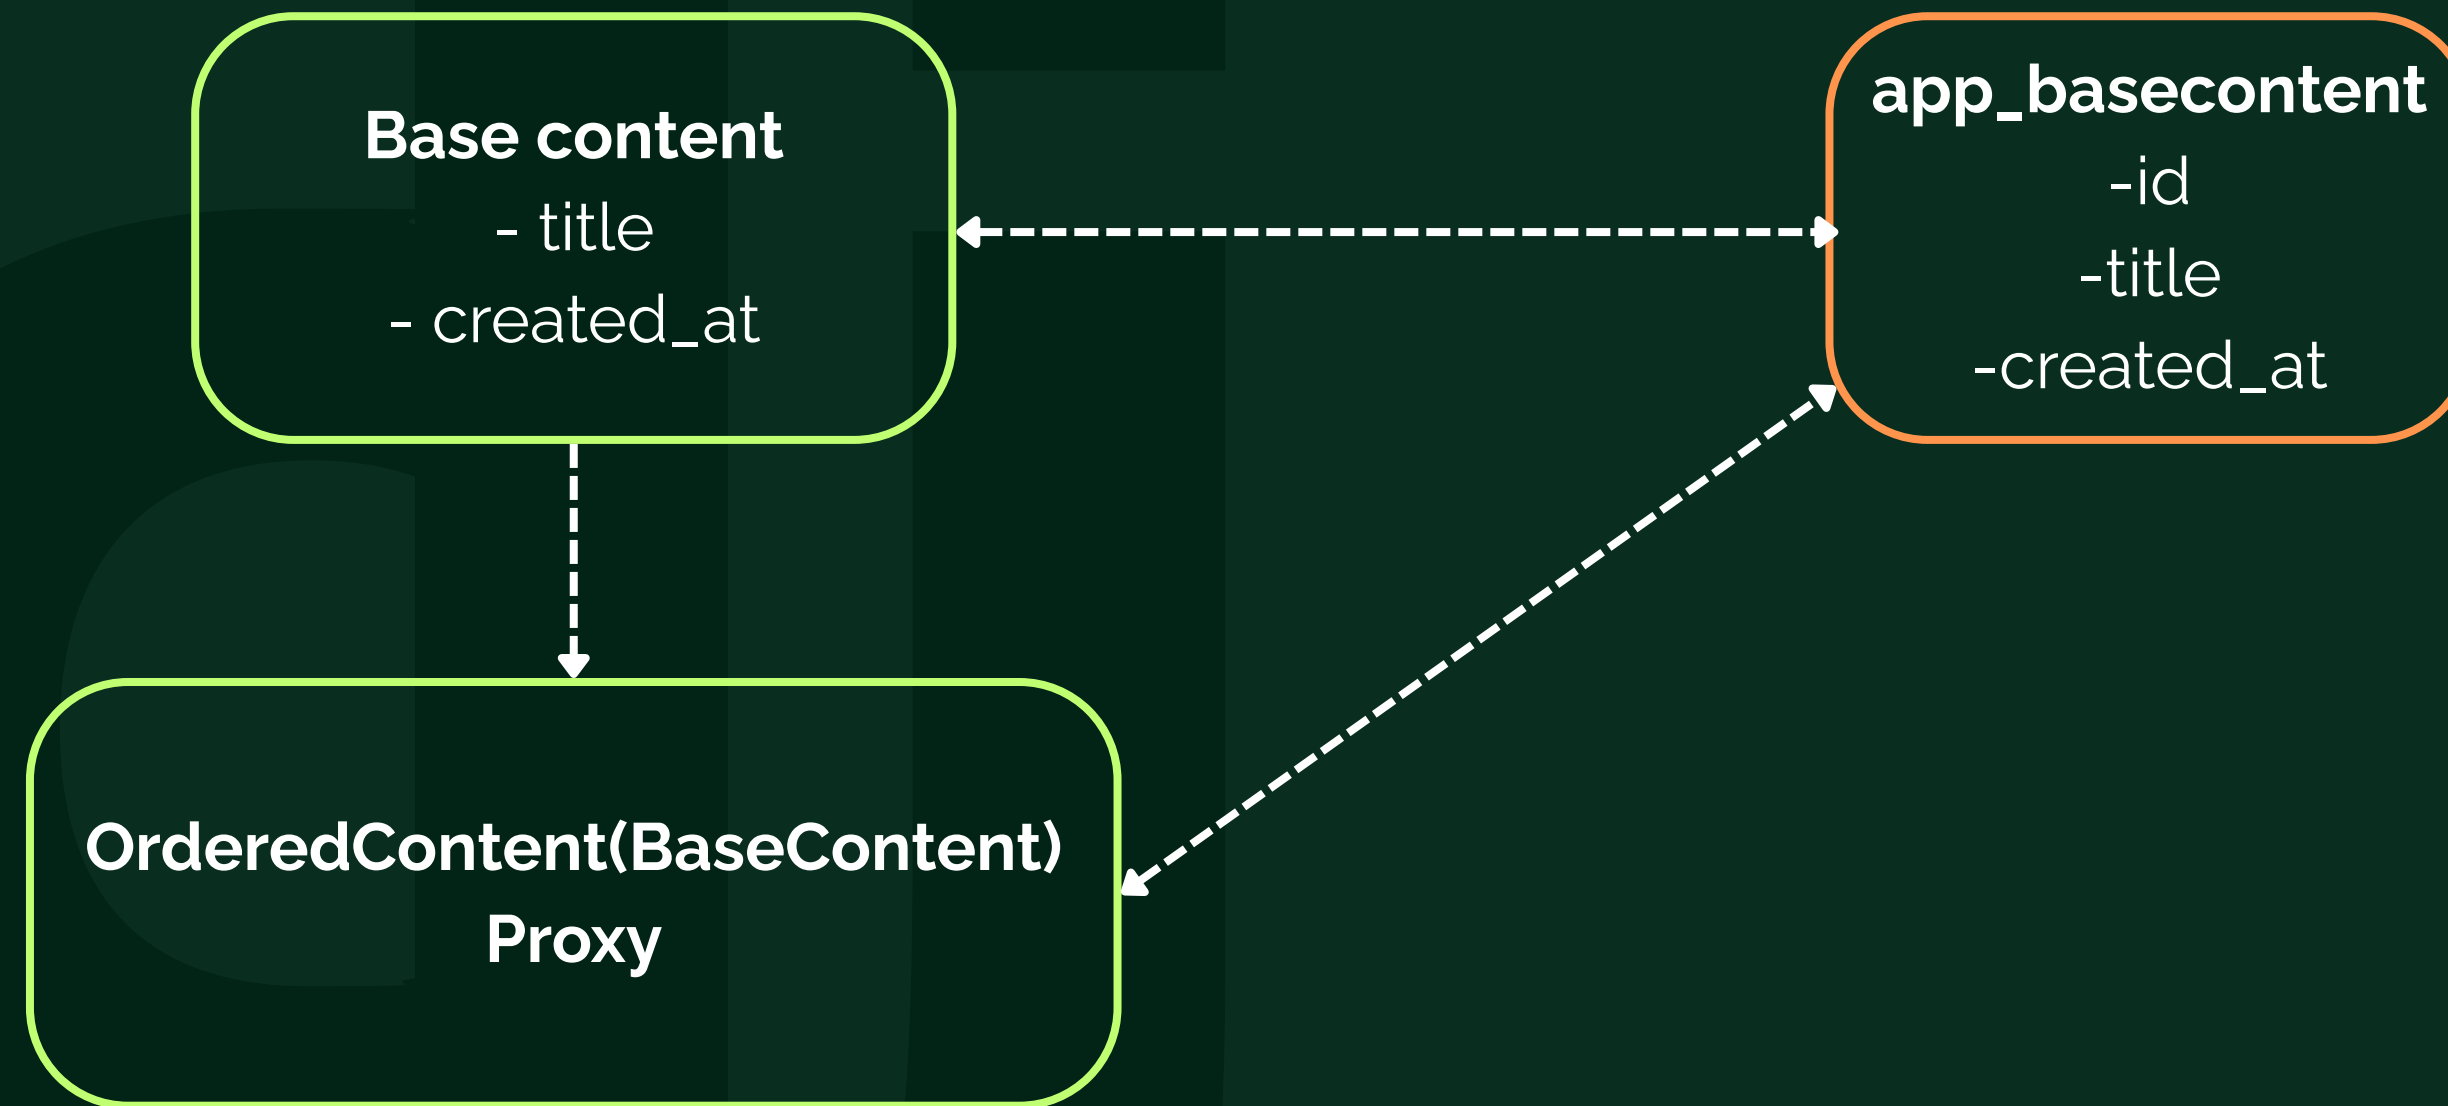 Base content
- title
- created_at
app_basecontent
-id
-title
-created_at
OrderedContent(BaseContent)
Proxy